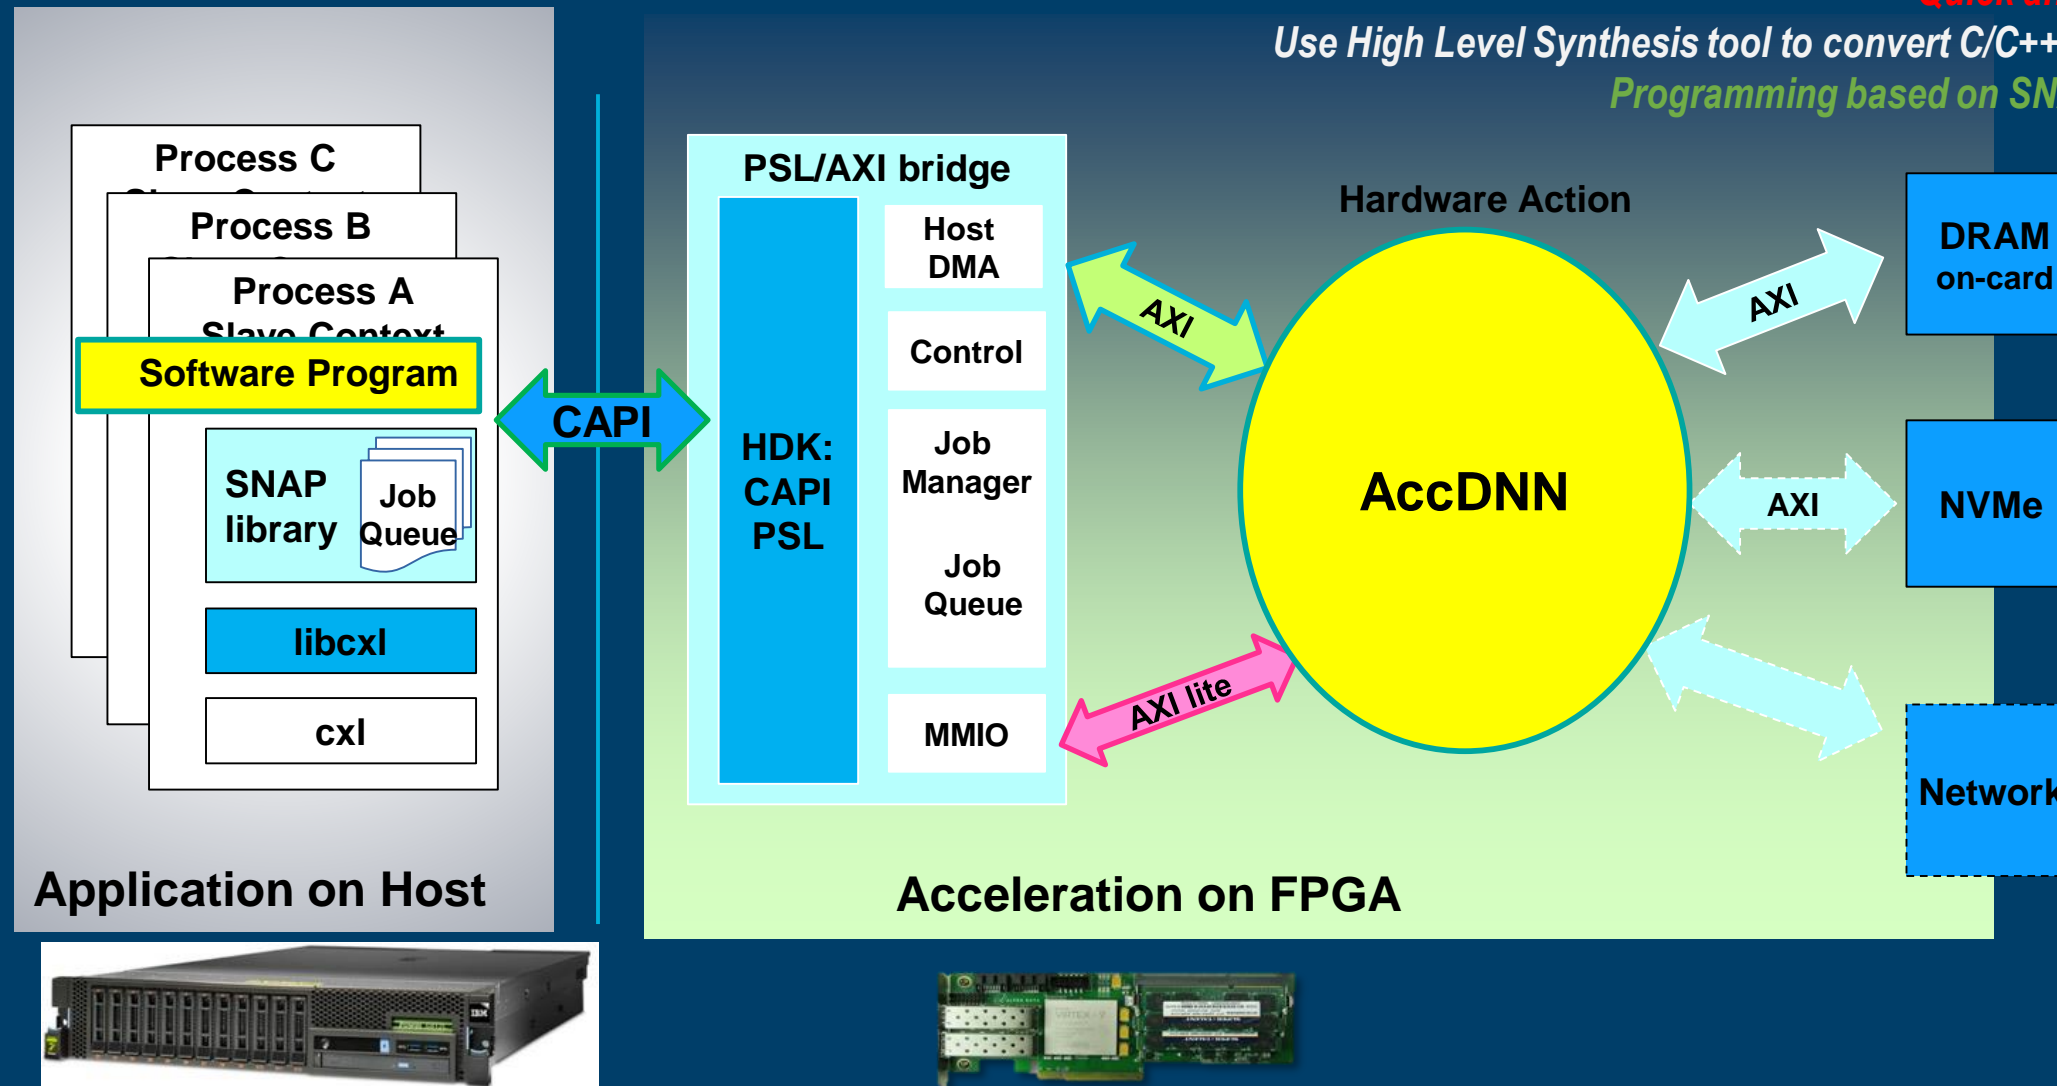 Use High Level Synthesis tool to convert C/C++
Programming based on SN
Process C
Process B
Process A
Slave Context
Software Program
SNAP
library
Job
Queue
libcxl
cxl
Application on Host
CAPI
PSL/AXI bridge
HDK:
CAPI
PSL
Host
DMA
Control
Job
Manager
Job
Queue
MMIO
AXI
AXI lite
Hardware Action
AccDNN
AXI
AXI
DRAM
on-card
NVMe
Network
Acceleration on FPGA
IBM